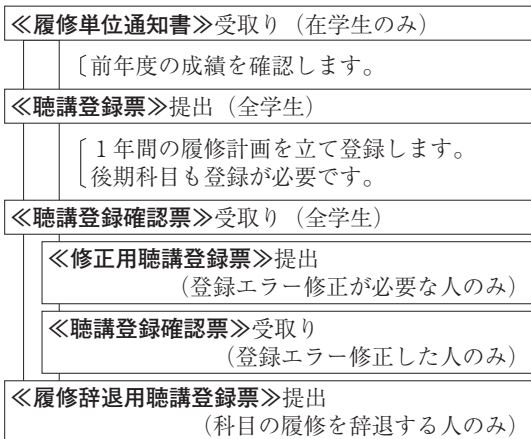 ≪履修単位通知書≫受取り（在学生のみ）
〔前年度の成績を確認します。
≪聴講登録票≫提出（全学生）
１年間の履修計画を立て登録します。
後期科目も登録が必要です。
≪聴講登録確認票≫受取り（全学生）
≪修正用聴講登録票≫提出
（登録エラー修正が必要な人のみ）
≪聴講登録確認票≫受取り
（登録エラー修正した人のみ）
≪履修辞退用聴講登録票≫提出
（科目の履修を辞退する人のみ）